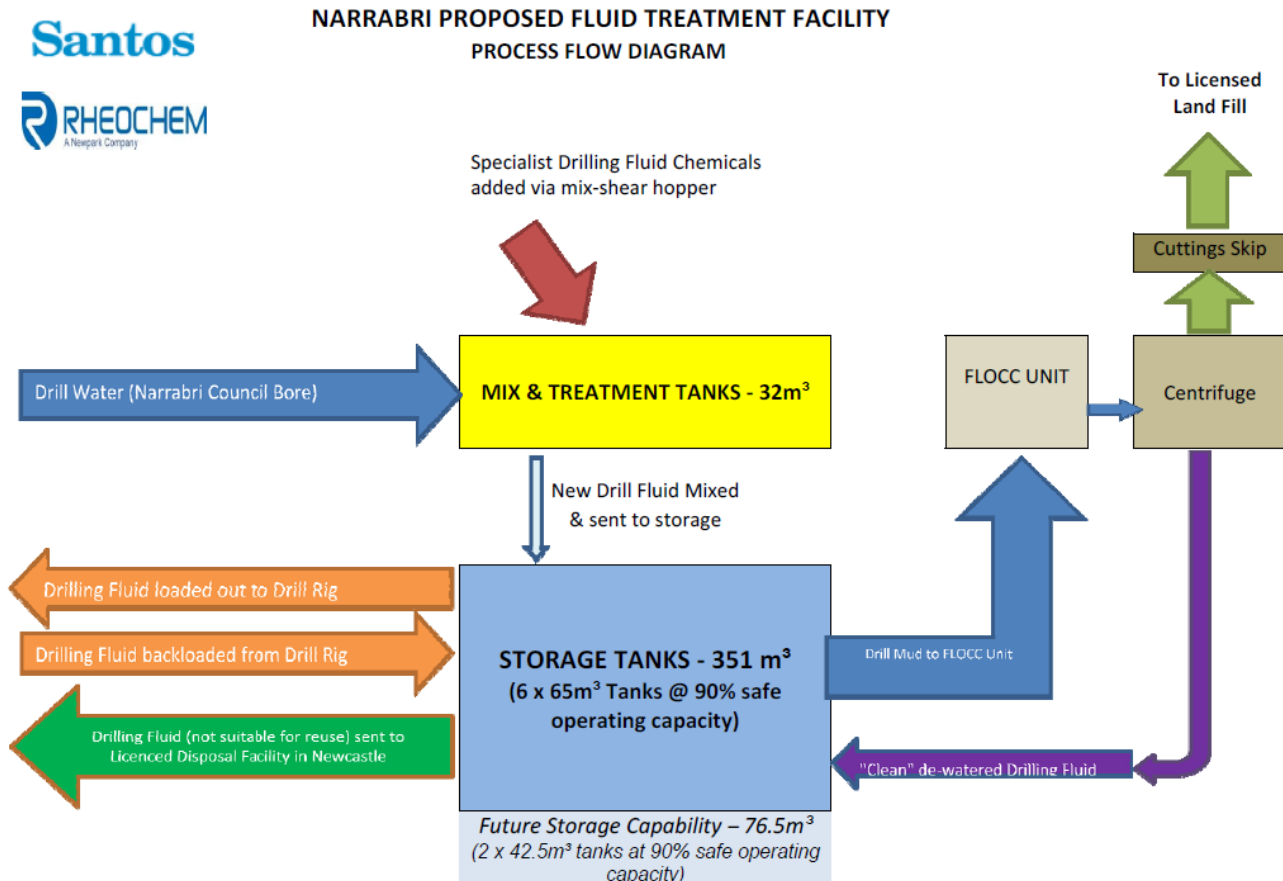 NARRABRI PROPOSED FLUID TREATMENT FACILITY
PROCESS FLOW DIAGRAM
Santos
RHEOCHEM
A Newpark Company
To Licensed
Land Fill
Specialist Drilling Fluid Chemicals
added via mix-shear hopper
Cuttings Skip
Drill Water (Narrabri Council Bore)
MIX & TREATMENT TANKS - 32m³
FLOCC UNIT
Centrifuge
New Drill Fluid Mixed
& sent to storage
Drilling Fluid loaded out to Drill Rig
Drilling Fluid backloaded from Drill Rig
STORAGE TANKS - 351 m³
(6 x 65m³ Tanks @ 90% safe
operating capacity)
Drill Mud to FLOCC Unit
Drilling Fluid (not suitable for reuse) sent to
Licenced Disposal Facility in Newcastle
"Clean" de-watered Drilling Fluid
Future Storage Capability – 76.5m³
(2 x 42.5m³ tanks at 90% safe operating
capacity)